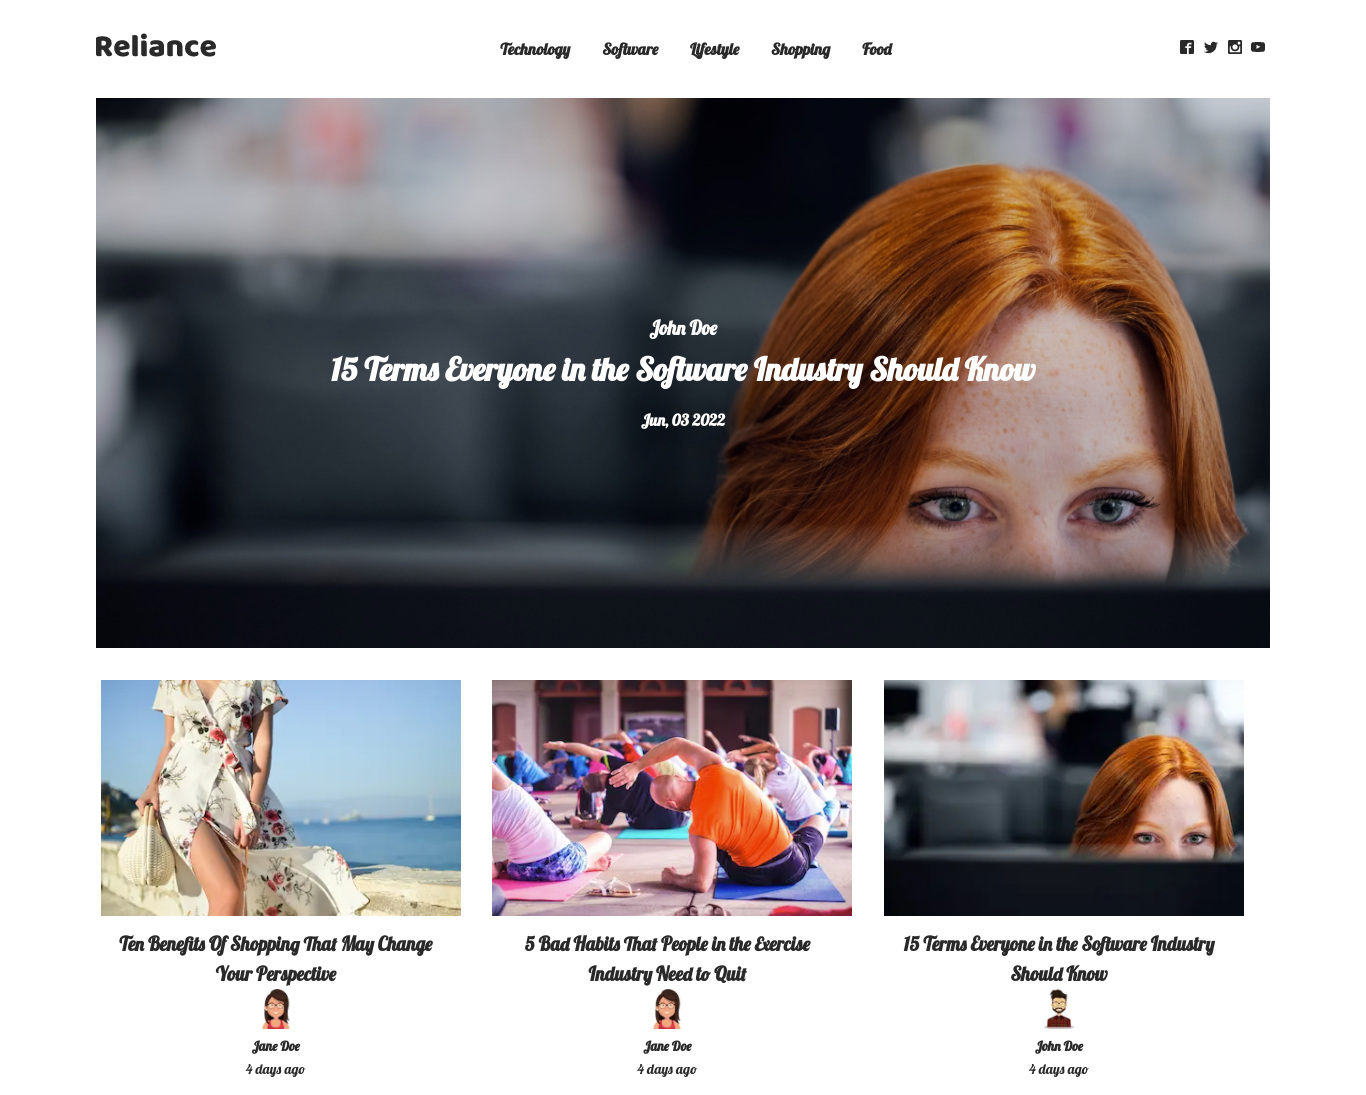 Reliance
Technology Software Lifestyle Shopping Food
John Doe
15 Terms Everyone in the Software Industry Should Know
Jun, 03 2022
Ten Benefits Of Shopping That May Change
Your Perspective
Jane Doe
4 days ago
5 Bad Habits That People in the Exercise
Industry Need to Quit
Jane Doe
4 days ago
15 Terms Everyone in the Software Industry
Should Know
John Doe
4 days ago